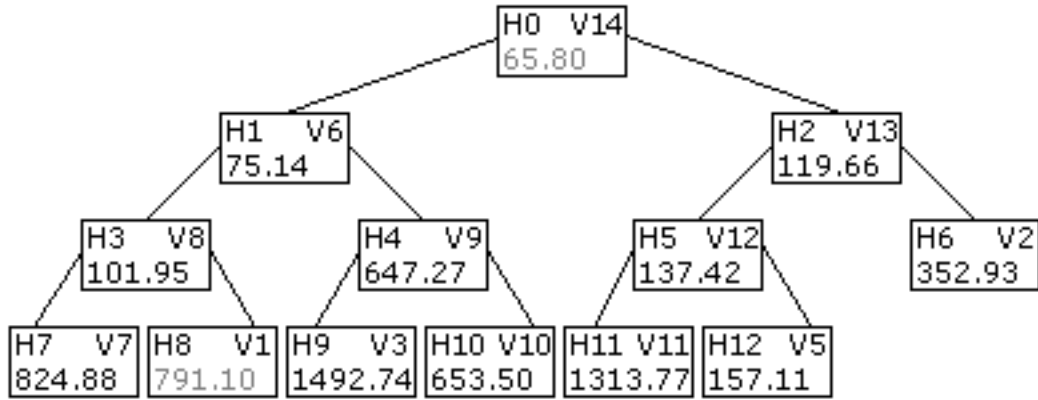 H0 V14
65.80
H1 V6
75.14
H2 V13
119.66
H3 V8
101.95
H4 V9
647.27
H5 V12
137.42
H6 V2
352.93
H7 V7
824.88
H8 V1
791.10
H9 V3
1492.74
H10 V10
653.50
H11 V11
1313.77
H12 V5
157.11